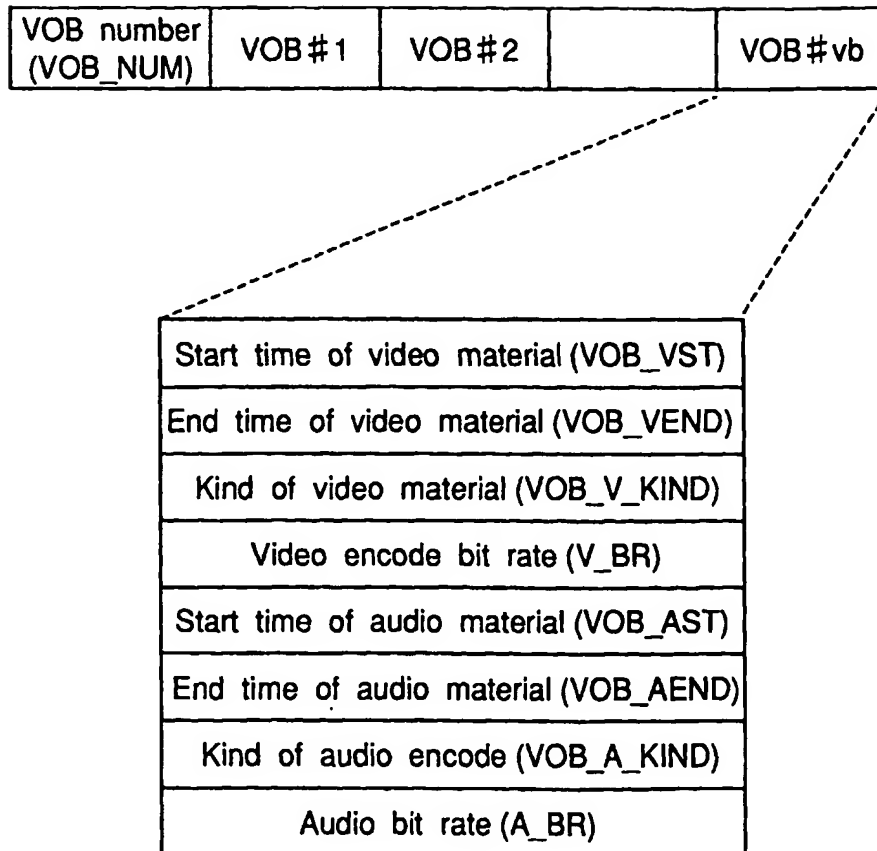 VOB number
(VOB_NUM)
VOB#1
VOB#2
VOB#vb
Start time of video material (VOB_VST)
End time of video material (VOB_VEND)
Kind of video material (VOB_V_KIND)
Video encode bit rate (V_BR)
Start time of audio material (VOB_AST)
End time of audio material (VOB_AEND)
Kind of audio encode (VOB_A_KIND)
Audio bit rate (A_BR)